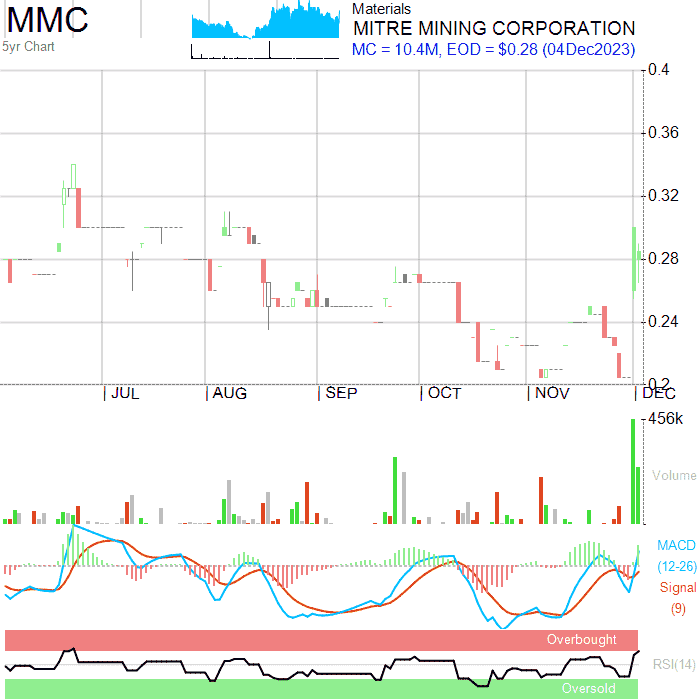 MMC
5yr Chart
Materials
MITRE MINING CORPORATION
MC = 10.4M, EOD = $0.28 (04Dec2023)
0.4
0.36
0.32
0.28
0.24
0.2
JUL AUG SEP OCT NOV DEC
456k
Volume
MACD
(12-26)
Signal
(9)
Overbought
RSI(14)
Oversold